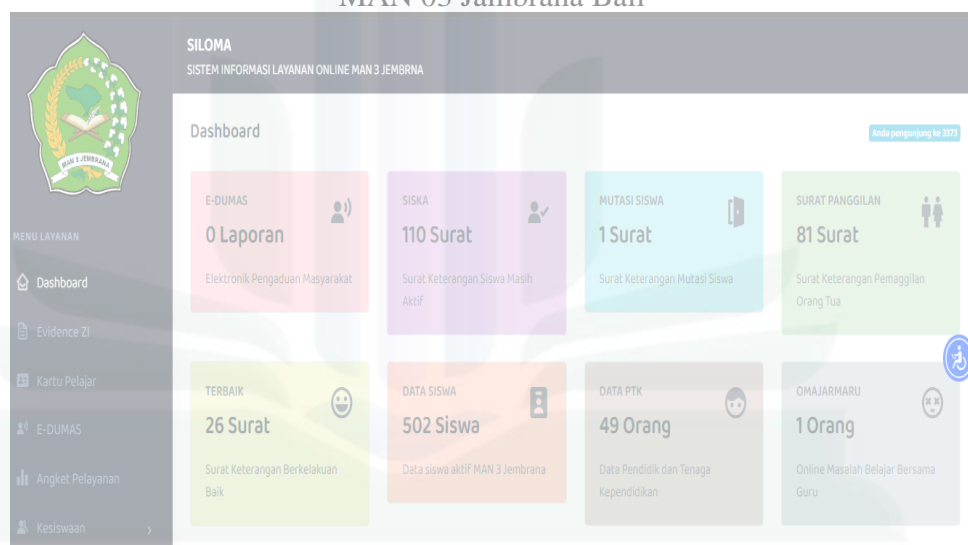 MAN 03 Jambrana Bali
SILOMA
SISTEM INFORMASI LAYANAN ONLINE MAN 3 JEMBRNA
MAN 3 JEMBRANA
Dashboard
Anda pengunjung ke 3373
MENU LAYANAN
Dashboard
Evidence ZI
Kartu Pelajar
E-DUMAS
Angket Pelayanan
Kesiswaan
E-DUMAS
0 Laporan
Elektronik Pengaduan Masyarakat
SISKA
110 Surat
Surat Keterangan Siswa Masih
Aktif
MUTASI SISWA
1 Surat
Surat Keterangan Mutasi Siswa
SURAT PANGGILAN
81 Surat
Surat Keterangan Pemaggilan
Orang Tua
TERBAIK
26 Surat
Surat Keterangan Berkelakuan
Baik
DATA SISWA
502 Siswa
Data siswa aktif MAN 3 Jembrana
DATA PTK
49 Orang
Data Pendidik dan Tenaga
Kependidikan
OMAJARMARU
1 Orang
Online Masalah Belajar Bersama
Guru